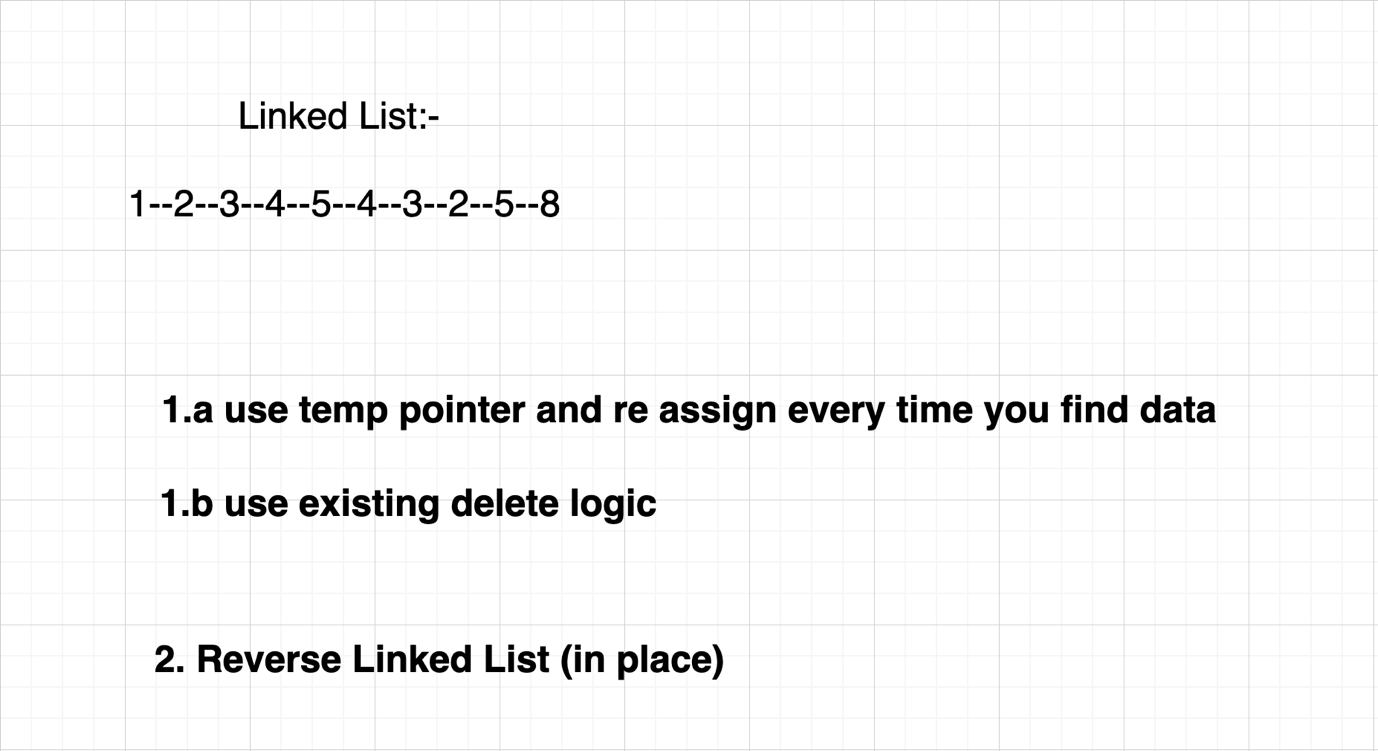 Linked List:-
1--2--3--4--5--4--3--2--5--8
1.a use temp pointer and re assign every time you find data
1.b use existing delete logic
2. Reverse Linked List (in place)